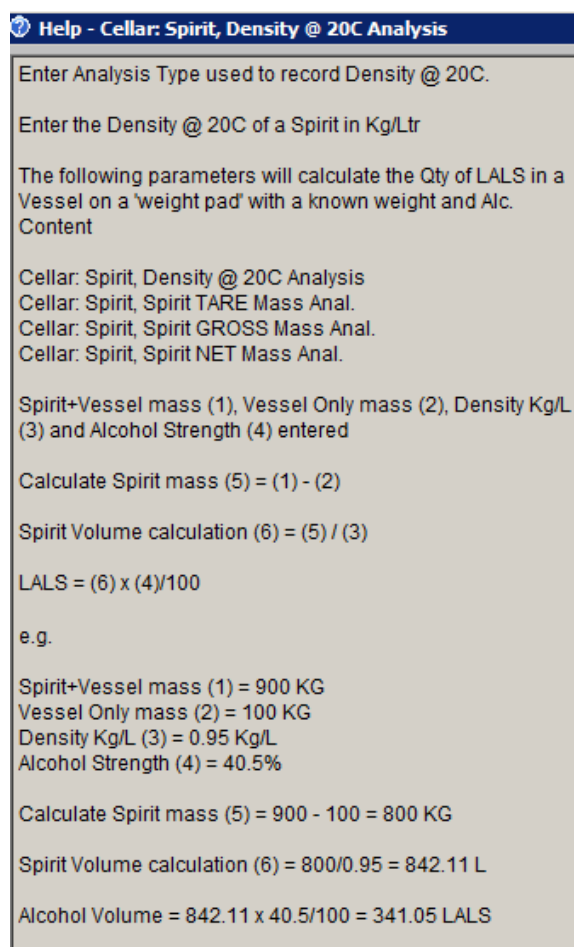 Help - Cellar: Spirit, Density @ 20C Analysis
Enter Analysis Type used to record Density @ 20C.
Enter the Density @ 20C of a Spirit in Kg/Ltr
The following parameters will calculate the Qty of LALS in a
Vessel on a 'weight pad' with a known weight and Alc.
Content
Cellar: Spirit, Density @ 20C Analysis
Cellar: Spirit, Spirit TARE Mass Anal.
Cellar: Spirit, Spirit GROSS Mass Anal.
Cellar: Spirit, Spirit NET Mass Anal.
Spirit+Vessel mass (1), Vessel Only mass (2), Density Kg/L
(3) and Alcohol Strength (4) entered
Calculate Spirit mass (5) = (1) - (2)
Spirit Volume calculation (6) = (5) / (3)
LALS = (6) x (4)/100
e.g.
Spirit+Vessel mass (1) = 900 KG
Vessel Only mass (2) = 100 KG
Density Kg/L (3) = 0.95 Kg/L
Alcohol Strength (4) = 40.5%
Calculate Spirit mass (5) = 900 - 100 = 800 KG
Spirit Volume calculation (6) = 800/0.95 = 842.11 L
Alcohol Volume = 842.11 x 40.5/100 = 341.05 LALS